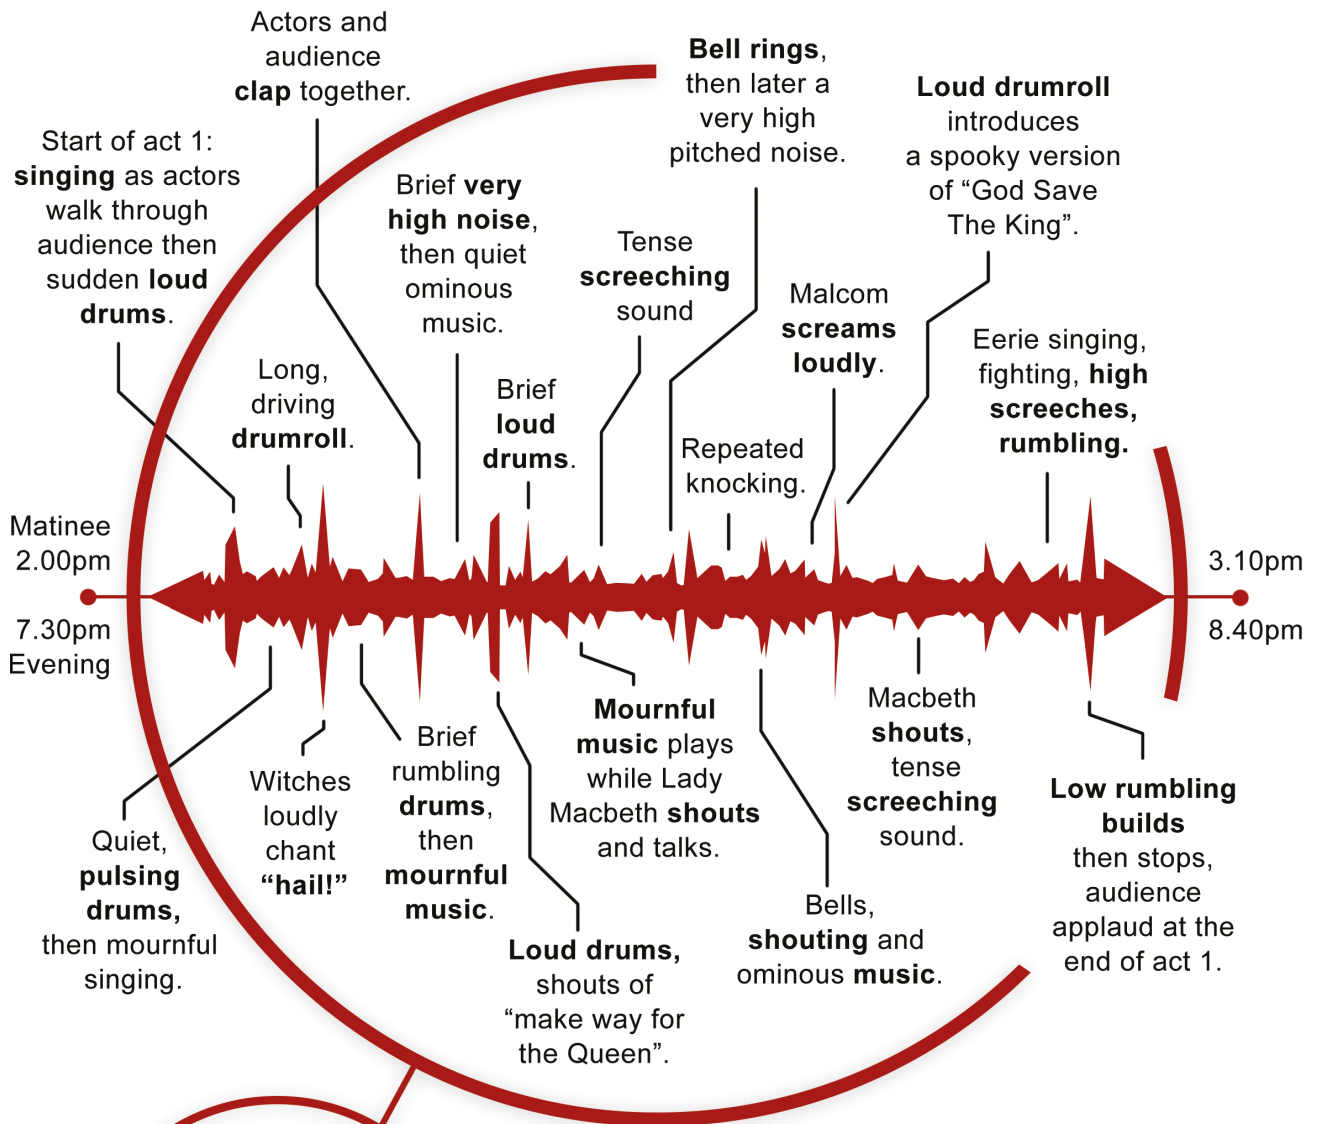 Actors and
audience
clap together.
Bell rings,
then later a
very high
pitched noise.
Loud drumroll
introduces
a spooky version
of “God Save
The King”.
Start of act 1:
singing as actors
walk through
audience then
sudden loud
drums.
Brief very
high noise,
then quiet
ominous
music.
Tense
screeching
sound
Malcom
screams
loudly.
Eerie singing,
fighting, high
screeches,
rumbling.
Long,
driving
drumroll.
Brief
loud
drums.
Repeated
knocking.
Matinee
2.00pm
7.30pm
Evening
3.10pm
8.40pm
Quiet,
pulsing
drums,
then mournful
singing.
Witches
loudly
chant
“hail!”
Brief
rumbling
drums,
then
mournful
music.
Loud drums,
shouts of
“make way for
the Queen”.
Mournful
music plays
while Lady
Macbeth shouts
and talks.
Bells,
shouting and
ominous music.
Macbeth
shouts,
tense
screeching
sound.
Low rumbling
builds
then stops,
audience
applaud at the
end of act 1.